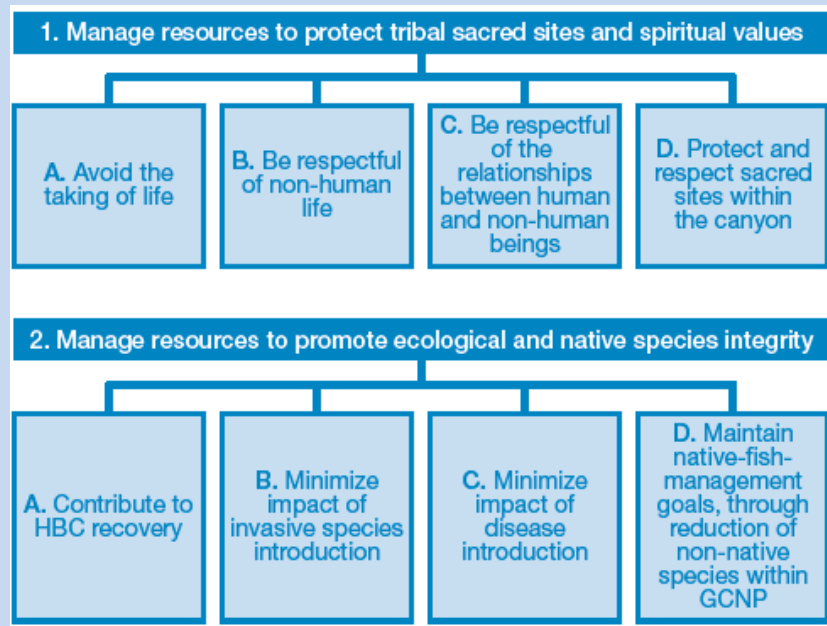 1. Manage resources to protect tribal sacred sites and spiritual values
A. Avoid the
taking of life
B. Be respectful
of non-human
life
C. Be respectful
of the
relationships
between human
and non-human
beings
D. Protect and
respect sacred
sites within
the canyon
2. Manage resources to promote ecological and native species integrity
A. Contribute to
HBC recovery
B. Minimize
impact of
invasive species
introduction
C. Minimize
impact of
disease
introduction
D. Maintain
native-fish-
management
goals, through
reduction of
non-native
species within
GCNP